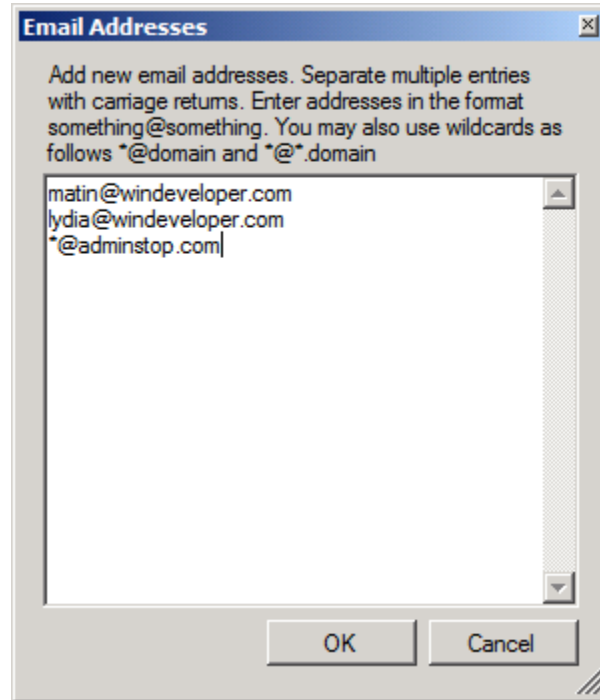 Email Addresses
Add new email addresses. Separate multiple entries
with carriage returns. Enter addresses in the format
something@something. You may also use wildcards as
follows *@domain and *@*.domain
matin@windeveloper.com
lydia@windeveloper.com
*@adminstop.com
OK
Cancel